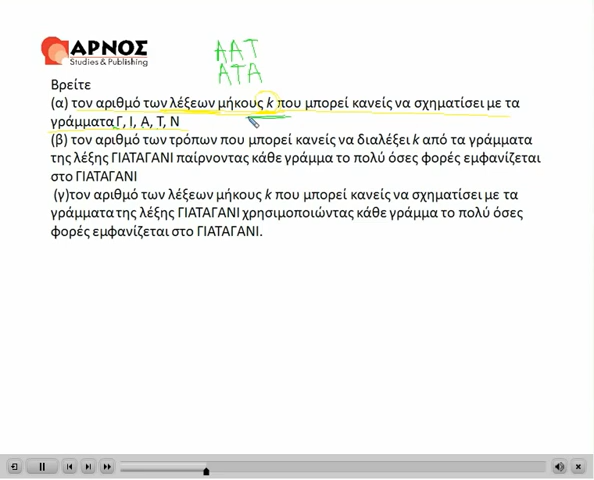 ΑΡΝΟΣ
Studies & Publishing
ΑΑΤ
ΑΤΑ
Βρείτε
(α) τον αριθμό των λέξεων μήκους k που μπορεί κανείς να σχηματίσει με τα
γράμματα Γ, Ι, Α, Τ, Ν
(β) τον αριθμό των τρόπων που μπορεί κανείς να διαλέξει k από τα γράμματα
της λέξης ΓΙΑΤΑΓΑΝΙ παίρνοντας κάθε γράμμα το πολύ όσες φορές εμφανίζεται
στο ΓΙΑΤΑΓΑΝΙ
(γ)τον αριθμό των λέξεων μήκους k που μπορεί κανείς να σχηματίσει με τα
γράμματα της λέξης ΓΙΑΤΑΓΑΝΙ χρησιμοποιώντας κάθε γράμμα το πολύ όσες
φορές εμφανίζεται στο ΓΙΑΤΑΓΑΝΙ.